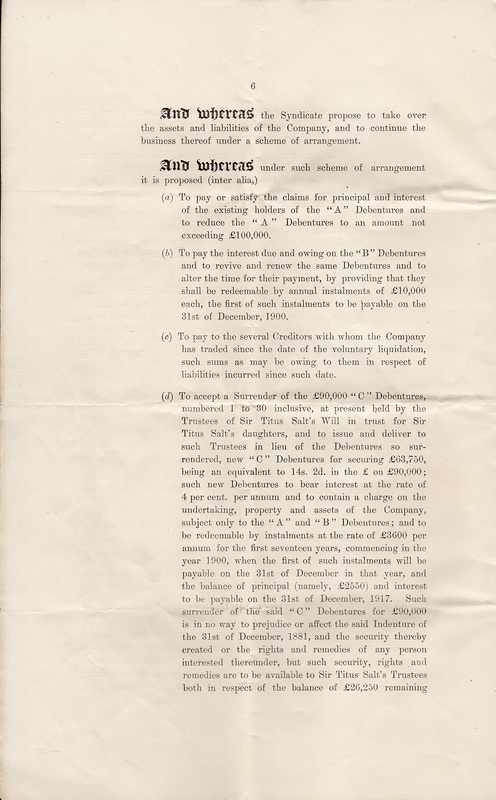 6
And whereas the Syndicate propose to take over
the assets and liabilities of the Company, and to continue the
business thereof under a scheme of arrangement.
And whereas under such scheme of arrangement
it is proposed (inter alia,)
(a) To pay or satisfy the claims for principal and interest
of the existing holders of the “A” Debentures and
to reduce the “A” Debentures to an amount not
exceeding £100,000.
(b) To pay the interest due and owing on the “B” Debentures
and to revive and renew the same Debentures and to
alter the time for their payment, by providing that they
shall be redeemable by annual instalments of £10,000
each, the first of such instalments to be payable on the
31st of December, 1900.
(c) To pay to the several Creditors with whom the Company
has traded since the date of the voluntary liquidation,
such sums as may be owing to them in respect of
liabilities incurred since such date.
(d) To accept a Surrender of the £90,000 “C” Debentures,
numbered 1 to 30 inclusive, at present held by the
Trustees of Sir Titus Salt’s Will in trust for Sir
Titus Salt’s daughters, and to issue and deliver to
such Trustees in lieu of the Debentures so sur-
rendered, new “C” Debentures for securing £63,750,
being an equivalent to 14s. 2d. in the £ on £90,000;
such new Debentures to bear interest at the rate of
4 per cent. per annum and to contain a charge on the
undertaking, property and assets of the Company,
subject only to the “A” and “B” Debentures; and to
be redeemable by instalments at the rate of £3600 per
annum for the first seventeen years, commencing in the
year 1900, when the first of such instalments will be
payable on the 31st of December in that year, and
the balance of principal (namely, £2550) and interest
to be payable on the 31st of December, 1917. Such
surrender of the said “C” Debentures for £90,000
is in no way to prejudice or affect the said Indenture of
the 31st of December, 1881, and the security thereby
created or the rights and remedies of any person
interested thereunder, but such security, rights and
remedies are to be available to Sir Titus Salt’s Trustees
both in respect of the balance of £26,250 remaining